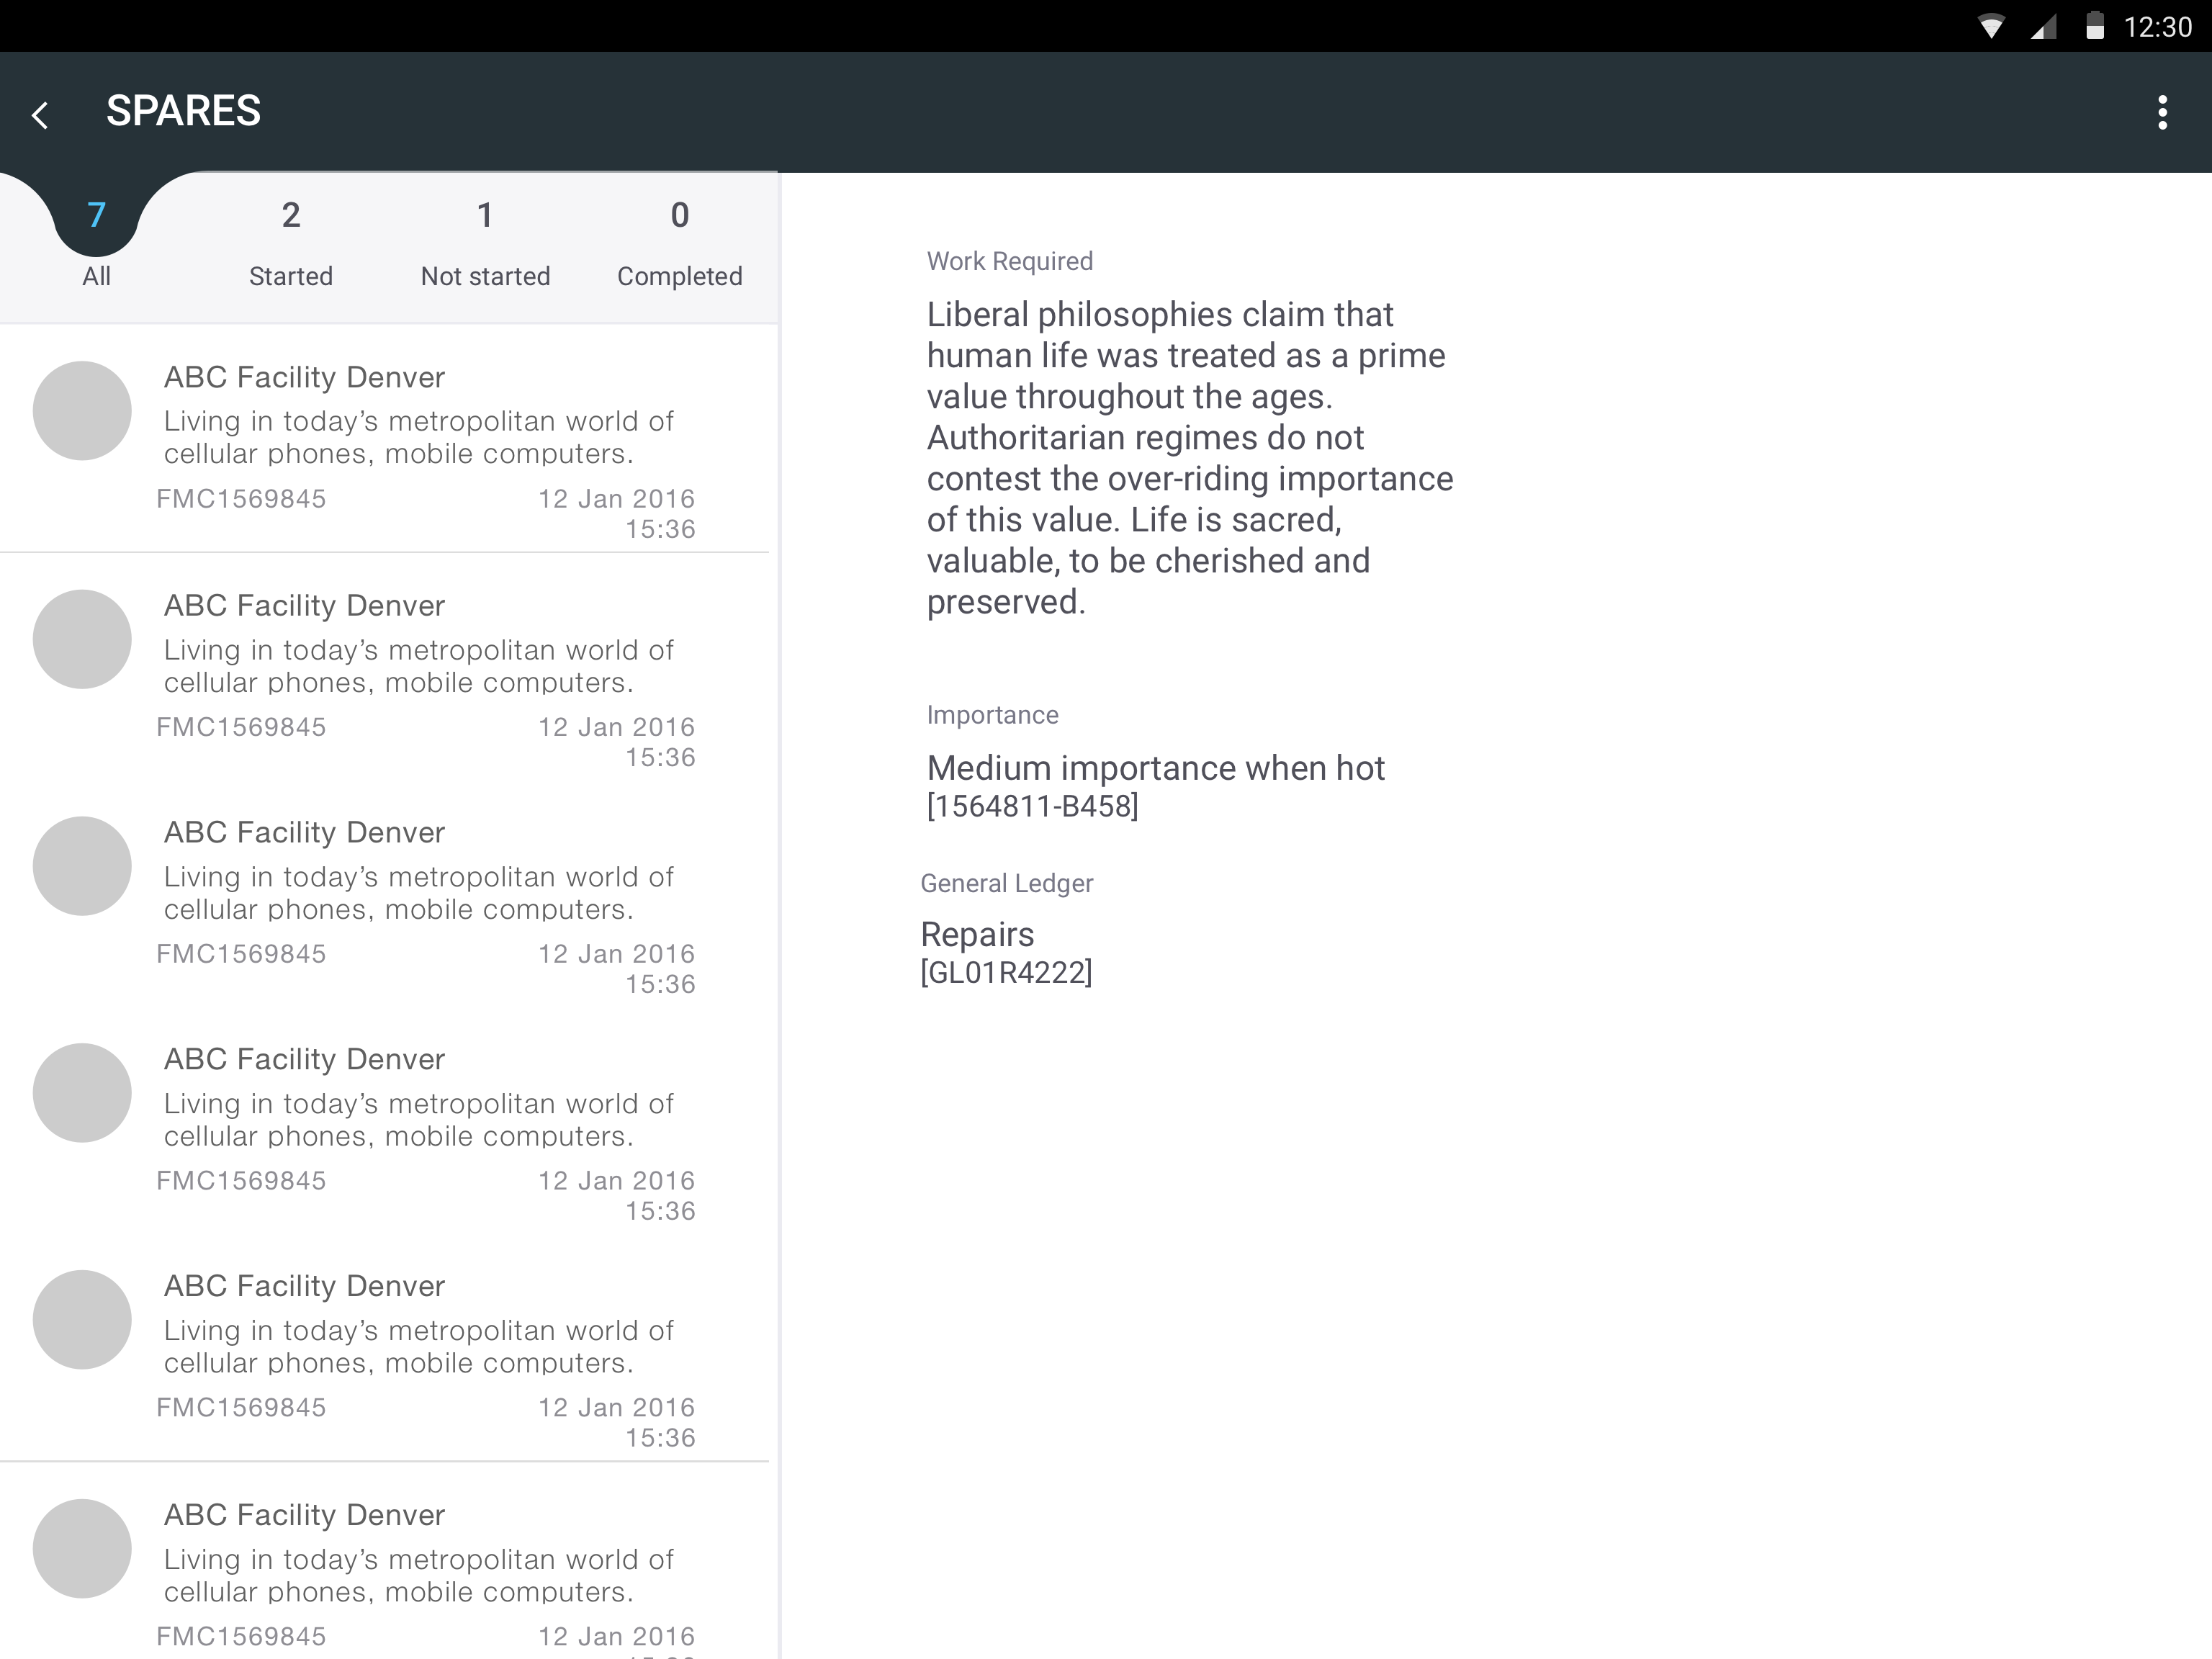 12:30
SPARES
7
2
1
0
All
Started
Not started
Completed
ABC Facility Denver
Living in today’s metropolitan world of
cellular phones, mobile computers.
FMC1569845
12 Jan 2016
15:36
ABC Facility Denver
Living in today’s metropolitan world of
cellular phones, mobile computers.
FMC1569845
12 Jan 2016
15:36
ABC Facility Denver
Living in today’s metropolitan world of
cellular phones, mobile computers.
FMC1569845
12 Jan 2016
15:36
ABC Facility Denver
Living in today’s metropolitan world of
cellular phones, mobile computers.
FMC1569845
12 Jan 2016
15:36
ABC Facility Denver
Living in today’s metropolitan world of
cellular phones, mobile computers.
FMC1569845
12 Jan 2016
15:36
ABC Facility Denver
Living in today’s metropolitan world of
cellular phones, mobile computers.
FMC1569845
12 Jan 2016
Work Required
Liberal philosophies claim that
human life was treated as a prime
value throughout the ages.
Authoritarian regimes do not
contest the over-riding importance
of this value. Life is sacred,
valuable, to be cherished and
preserved.
Importance
Medium importance when hot
[1564811-B458]
General Ledger
Repairs
[GL01R4222]